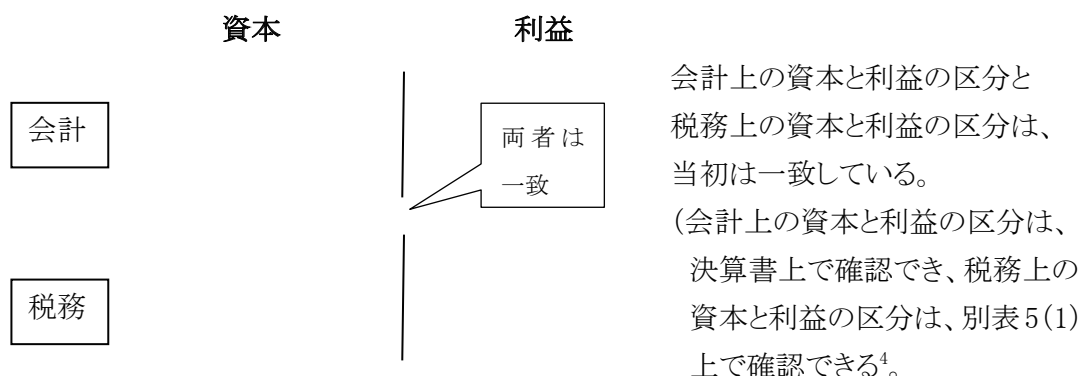 資本 利益
会計
両者は
一致
税務
会計上の資本と利益の区分と
税務上の資本と利益の区分は、
当初は一致している。
(会計上の資本と利益の区分は、
決算書上で確認でき、税務上の
資本と利益の区分は、別表5(1)
上で確認できる4。